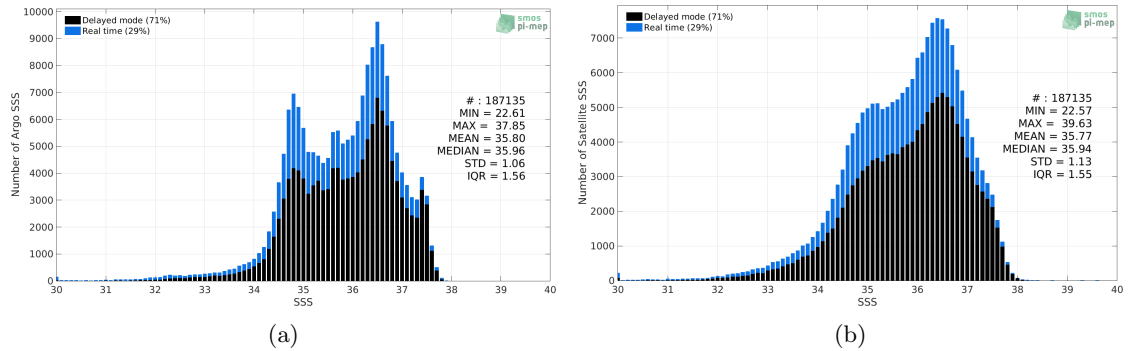 Delayed mode (71%)
Real time (29%)
smos
pi-mep
Number of Argo SSS
10000
9000
8000
7000
6000
5000
4000
3000
2000
1000
0
# : 187135
MIN = 22.61
MAX = 37.85
MEAN = 35.80
MEDIAN = 35.96
STD = 1.06
IQR = 1.56
30 31 32 33 34 35 36 37 38 39 40
SSS
(a)
Delayed mode (71%)
Real time (29%)
smos
pi-mep
Number of Satellite SSS
7000
6000
5000
4000
3000
2000
1000
0
# : 187135
MIN = 22.57
MAX = 39.63
MEAN = 35.77
MEDIAN = 35.94
STD = 1.13
IQR = 1.55
30 31 32 33 34 35 36 37 38 39 40
SSS
(b)